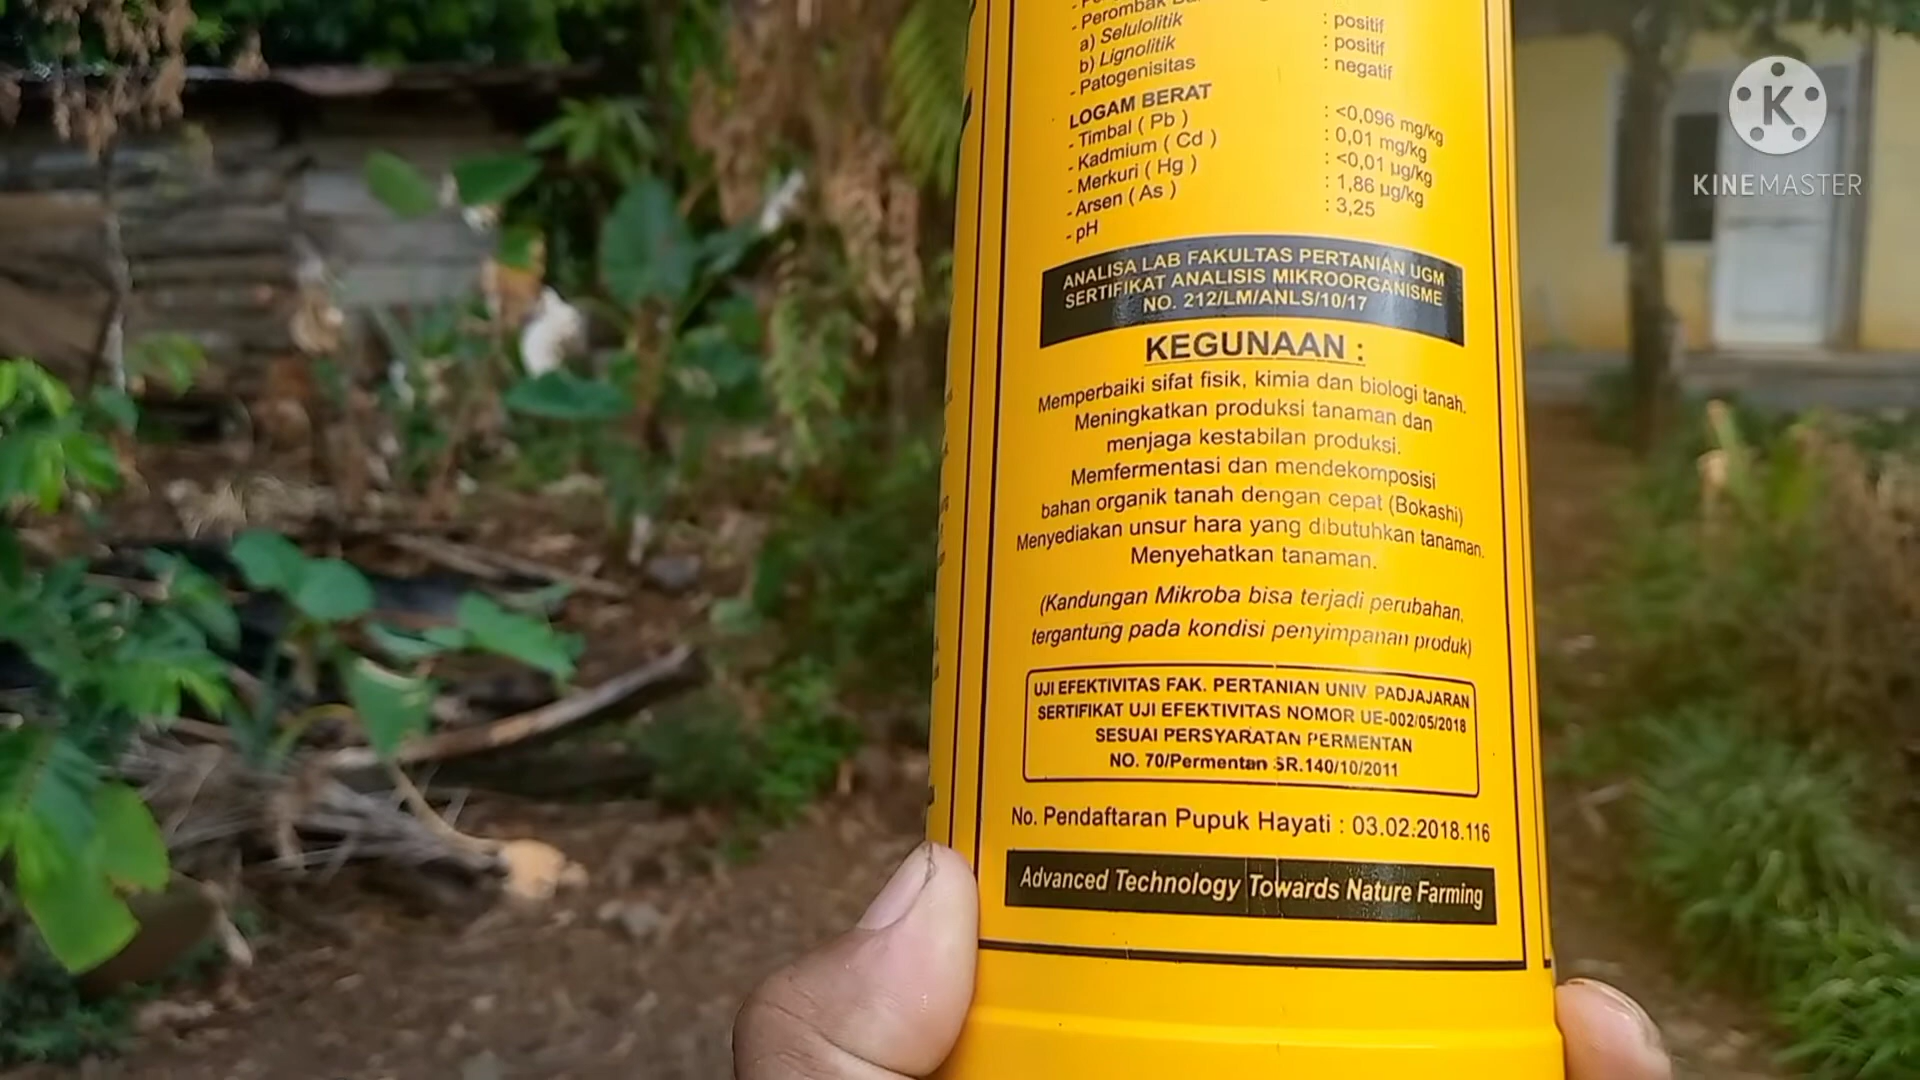 - Perombak
a) Selulolitik : positif
b) Lignolitik : positif
- Patogenisitas : negatif
LOGAM BERAT
- Timbal ( Pb ) : <0,096 mg/kg
- Kadmium ( Cd ) : 0,01 mg/kg
- Merkuri ( Hg ) : <0,01 µg/kg
- Arsen ( As ) : 1,86 µg/kg
- pH : 3,25
ANALISA LAB FAKULTAS PERTANIAN UGM
SERTIFIKAT ANALISIS MIKROORGANISME
NO. 212/LM/ANLS/10/17
KEGUNAAN :
Memperbaiki sifat fisik, kimia dan biologi tanah.
Meningkatkan produksi tanaman dan
menjaga kestabilan produksi.
Memfermentasi dan mendekomposisi
bahan organik tanah dengan cepat (Bokashi)
Menyediakan unsur hara yang dibutuhkan tanaman.
Menyehatkan tanaman.
(Kandungan Mikroba bisa terjadi perubahan,
tergantung pada kondisi penyimpanan produk)
UJI EFEKTIVITAS FAK. PERTANIAN UNIV PADJAJARAN
SERTIFIKAT UJI EFEKTIVITAS NOMOR UE-002/05/2018
SESUAI PERSYARATAN PERMENTAN
NO. 70/Permentan SR.140/10/2011
No. Pendaftaran Pupuk Hayati : 03.02.2018.116
Advanced Technology Towards Nature Farming
K
KINEMASTER